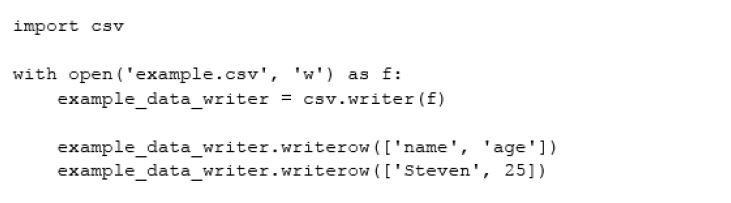 import csv

with open('example.csv', 'w') as f:
    example_data_writer = csv.writer(f)

    example_data_writer.writerow(['name', 'age'])
    example_data_writer.writerow(['Steven', 25])